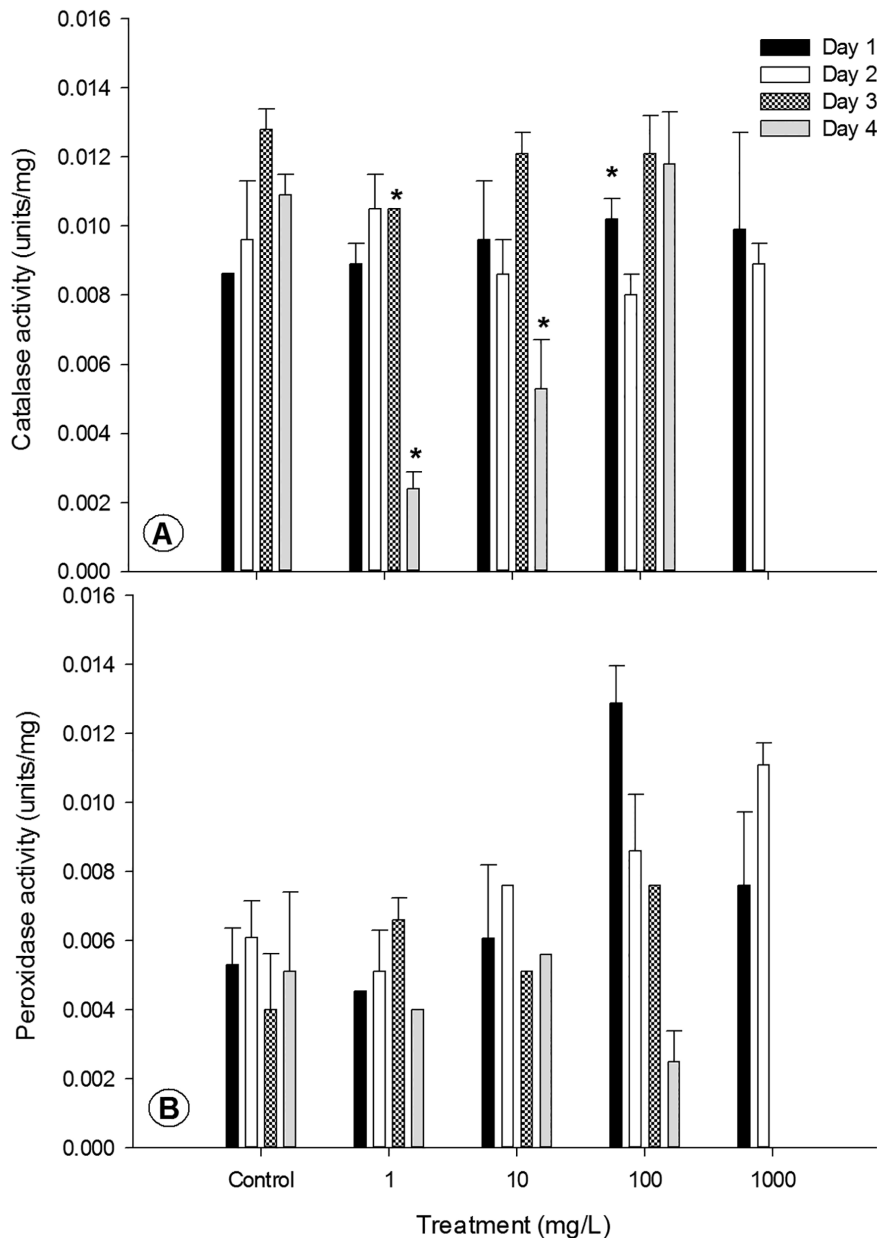 0.016
0.014
0.012
0.010
0.008
0.006
0.004
0.002
0.000
Catalase activity (units/mg)
Day 1
Day 2
Day 3
Day 4
*
*
*
*
A
0.016
0.014
0.012
0.010
0.008
0.006
0.004
0.002
0.000
Peroxidase activity (units/mg)
B
Control 1 10 100 1000
Treatment (mg/L)